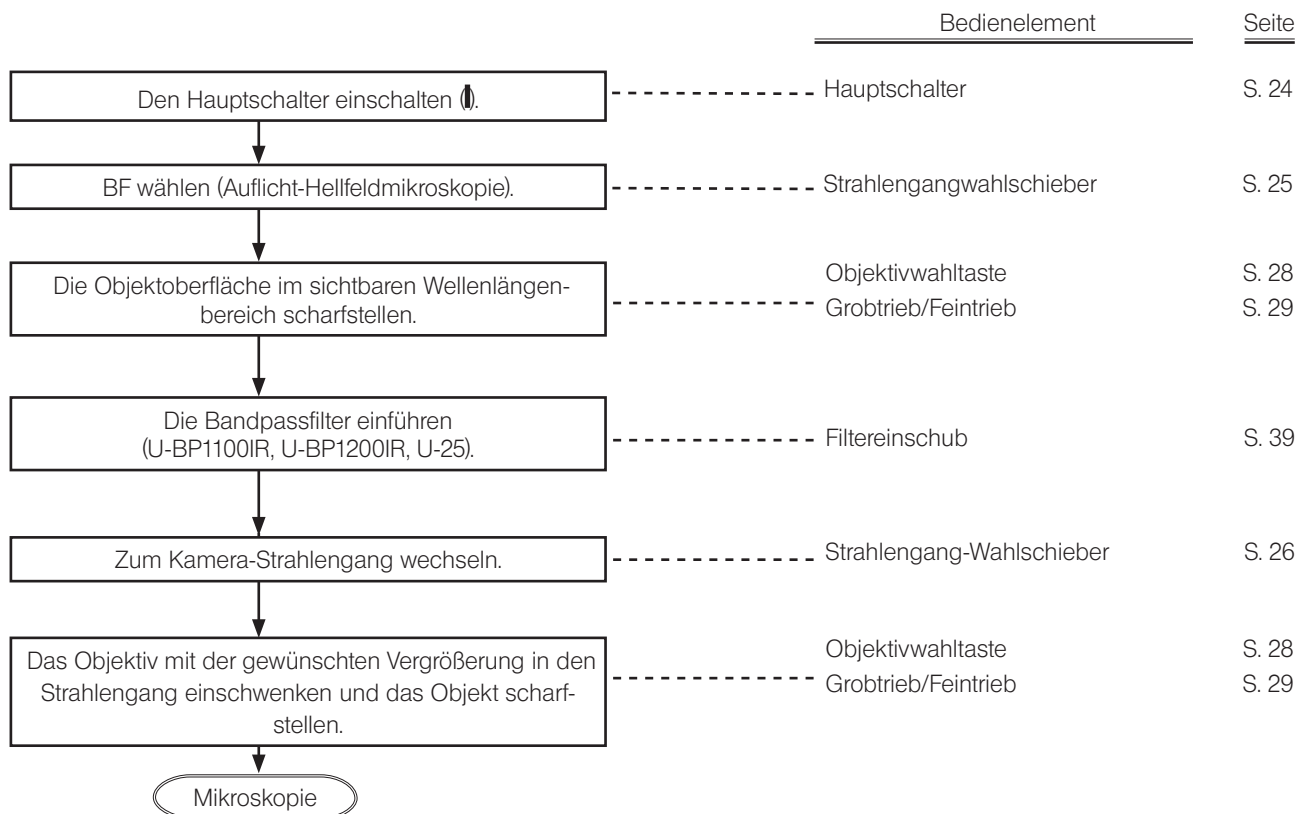 Bedienelement Seite
Den Hauptschalter einschalten (I). Hauptschalter S. 24
BF wählen (Auflicht-Hellfeldmikroskopie). Strahlengangwahlschieber S. 25
Die Objektoberfläche im sichtbaren Wellenlängen-
bereich scharfstellen.
Objektivwahltaste S. 28
Grobtrieb/Feintrieb S. 29
Die Bandpassfilter einführen
(U-BP1100IR, U-BP1200IR, U-25).
Filtereinschub S. 39
Zum Kamera-Strahlengang wechseln. Strahlengang-Wahlschieber S. 26
Das Objektiv mit der gewünschten Vergrößerung in den
Strahlengang einschwenken und das Objekt scharf-
stellen.
Objektivwahltaste S. 28
Grobtrieb/Feintrieb S. 29
Mikroskopie